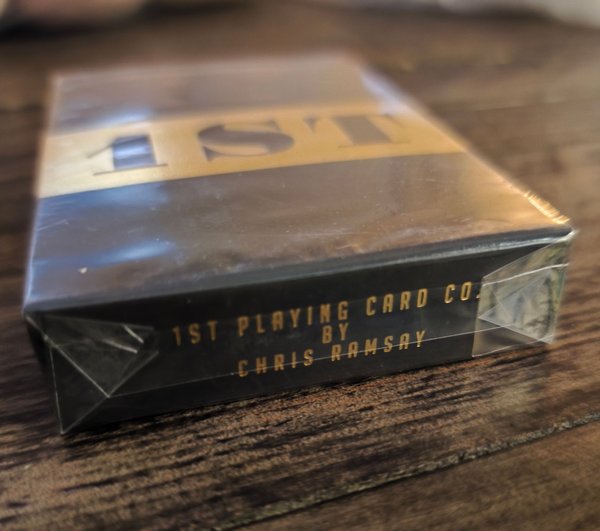 1ST
1ST PLAYING CARD CO.
BY
CHRIS RAMSAY